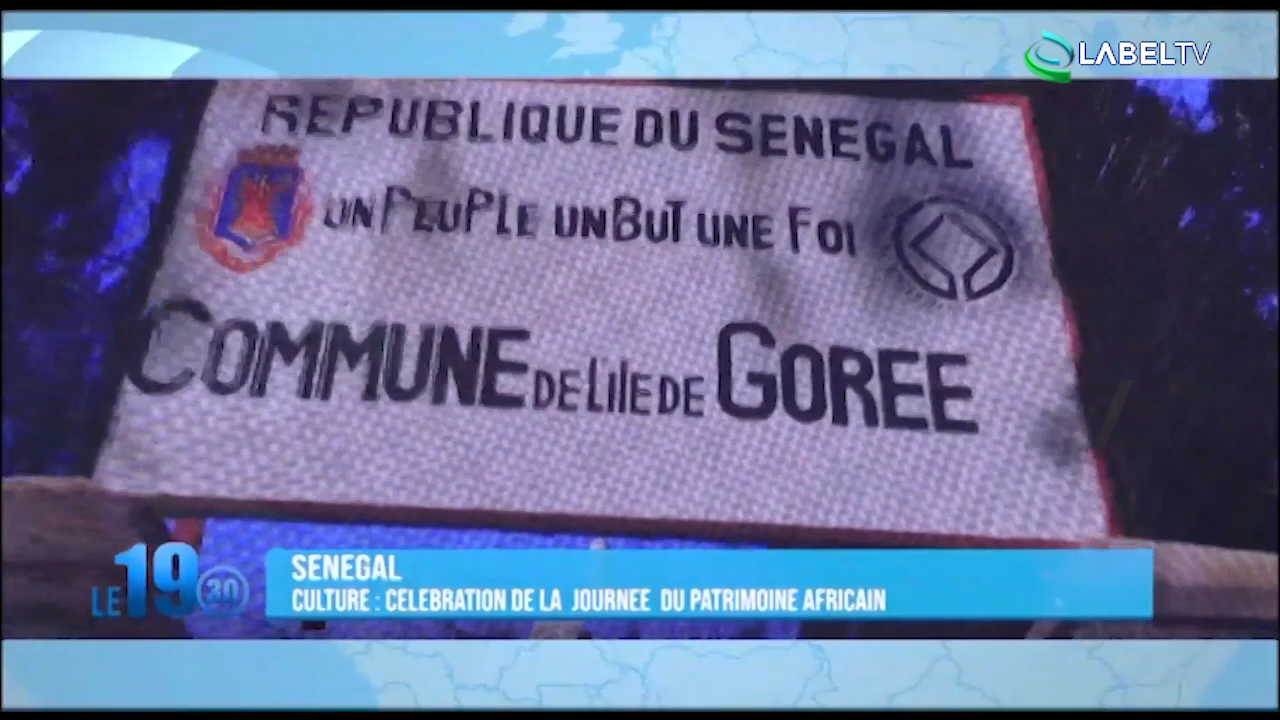 LABELTV
REPUBLIQUE DU SENEGAL
UN PEUPLE UN BUT UNE FOI
COMMUNE DE L'ILE DE GOREE
LE 19 30
SENEGAL
CULTURE : CELEBRATION DE LA JOURNEE DU PATRIMOINE AFRICAIN